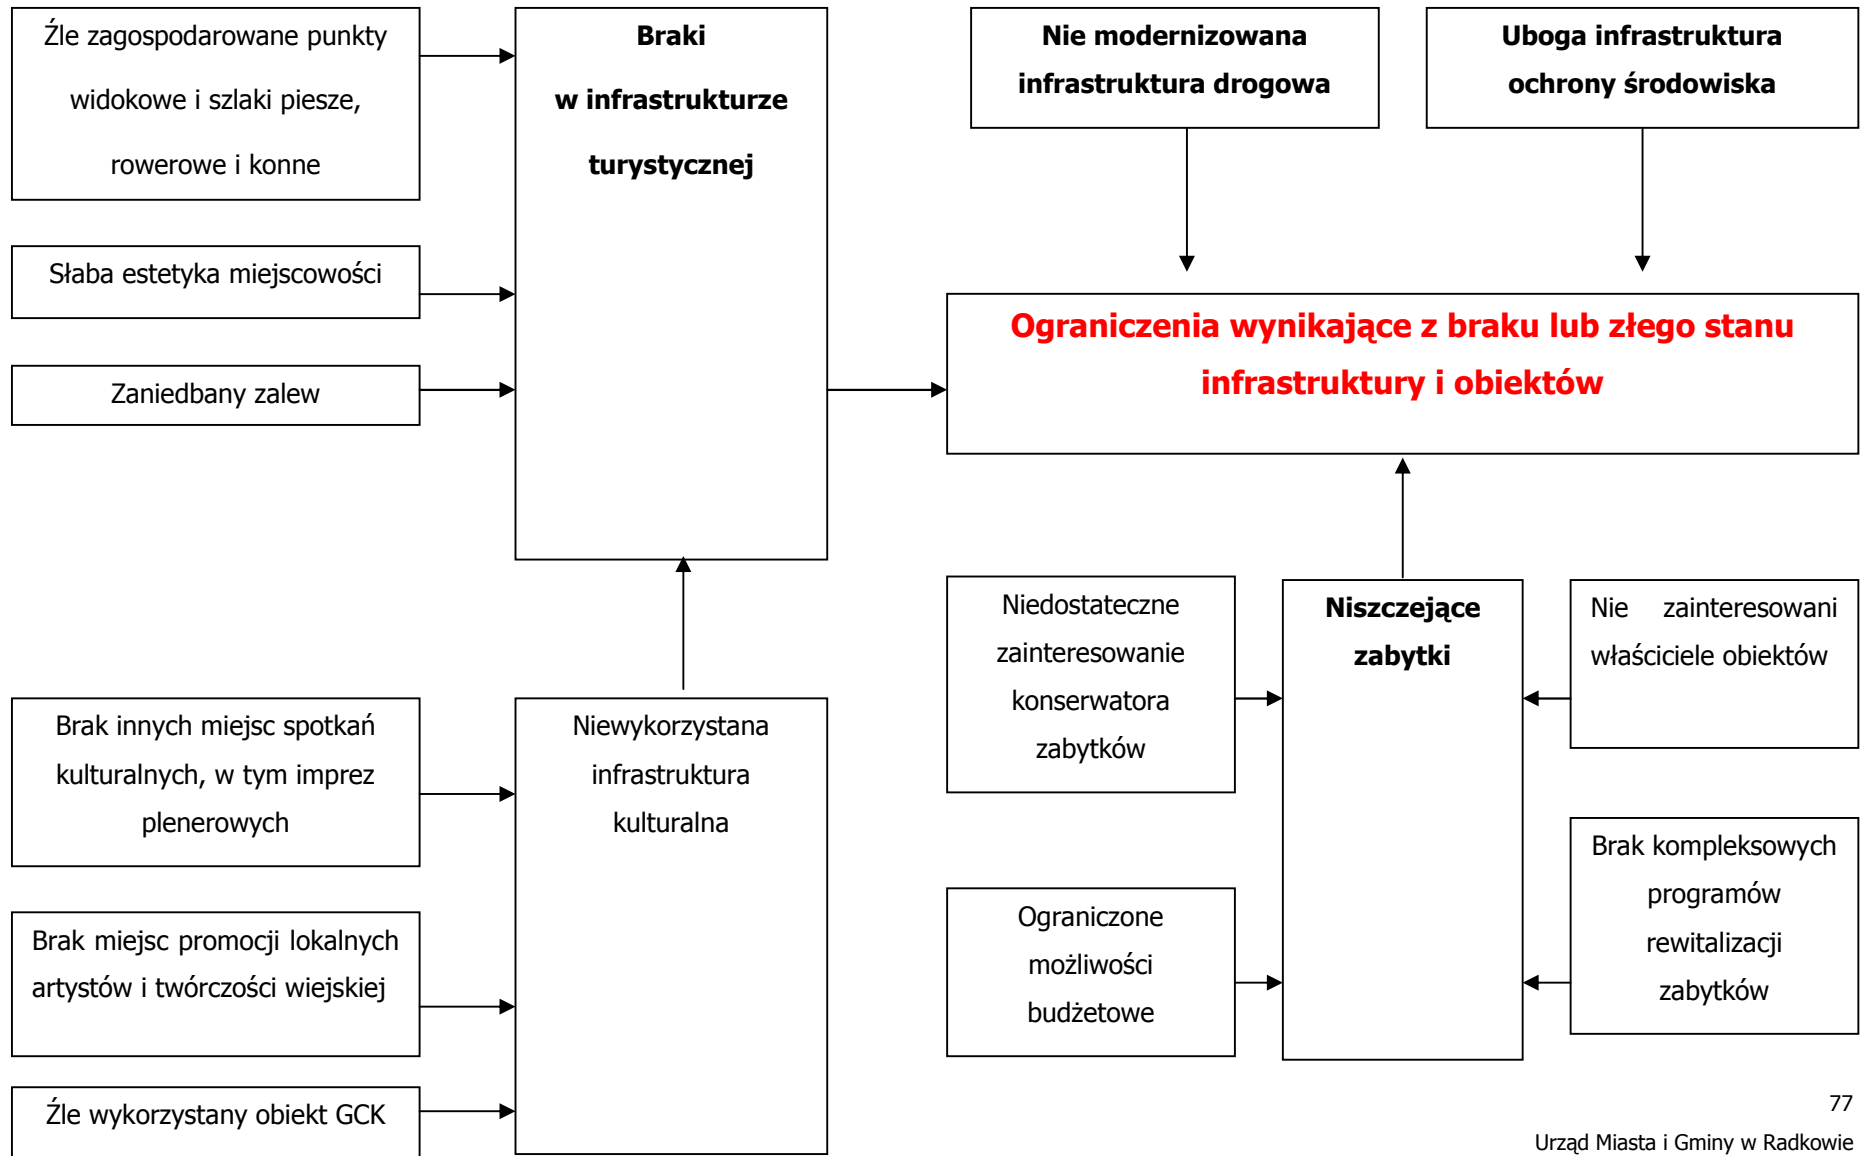 Źle zagospodarowane punkty
widokowe i szlaki piesze,
rowerowe i konne
Braki
w infrastrukturze
turystycznej
Nie modernizowana
infrastruktura drogowa
Uboga infrastruktura
ochrony środowiska
Słaba estetyka miejscowości
Zaniedbany zalew
Ograniczenia wynikające z braku lub złego stanu
infrastruktury i obiektów
Niedostateczne
zainteresowanie
konserwatora
zabytków
Niszczejące
zabytki
Nie zainteresowani
właściciele obiektów
Brak innych miejsc spotkań
kulturalnych, w tym imprez
plenerowych
Niewykorzystana
infrastruktura
kulturalna
Brak kompleksowych
programów
rewitalizacji
zabytków
Ograniczone
możliwości
budżetowe
Brak miejsc promocji lokalnych
artystów i twórczości wiejskiej
Źle wykorzystany obiekt GCK
77
Urząd Miasta i Gminy w Radkowie